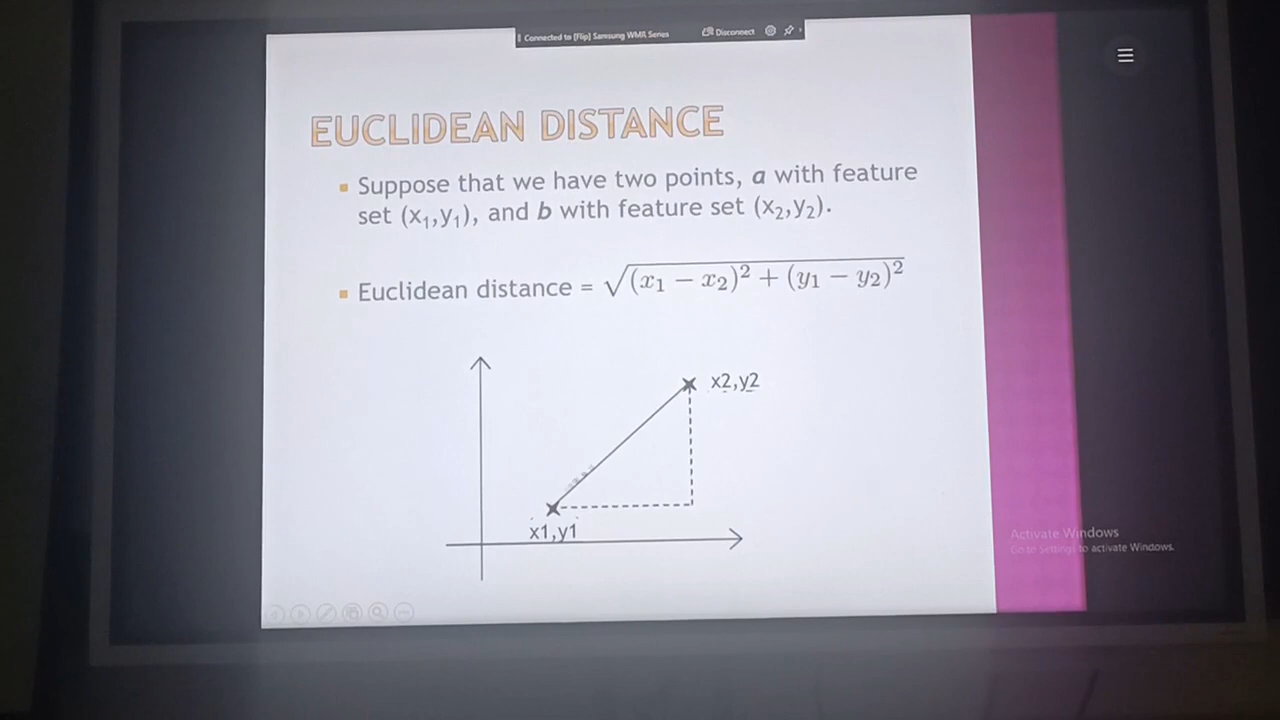 Connected to [Flip] Samsung WMR Series Disconnect
EUCLIDEAN DISTANCE
▪ Suppose that we have two points, a with feature
set (x₁,y₁), and b with feature set (x₂,y₂).
▪ Euclidean distance = √(x₁ − x₂)² + (y₁ − y₂)²
x2,y2
x1,y1
Activate Windows
Go to Settings to activate Windows.